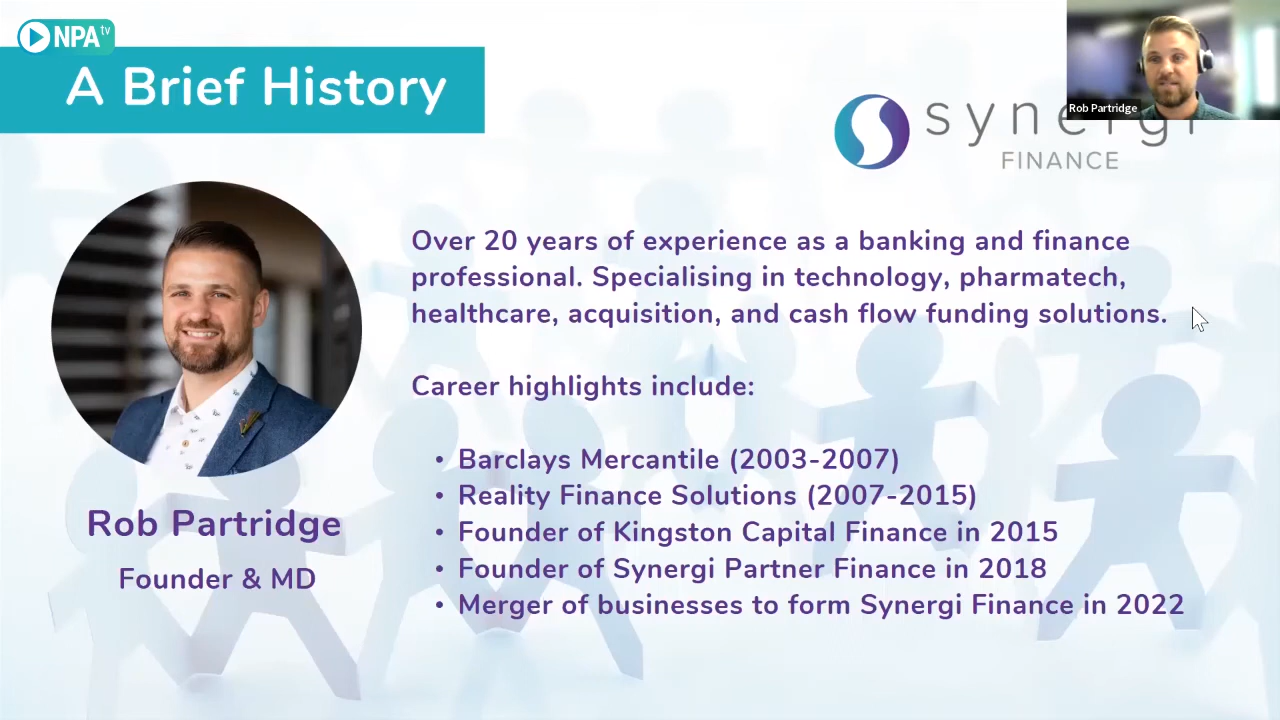 NPAtv
A Brief History
Rob Partridge
synergi
FINANCE
Over 20 years of experience as a banking and finance
professional. Specialising in technology, pharmatech,
healthcare, acquisition, and cash flow funding solutions.
Career highlights include:
• Barclays Mercantile (2003-2007)
• Reality Finance Solutions (2007-2015)
• Founder of Kingston Capital Finance in 2015
• Founder of Synergi Partner Finance in 2018
• Merger of businesses to form Synergi Finance in 2022
Rob Partridge
Founder & MD